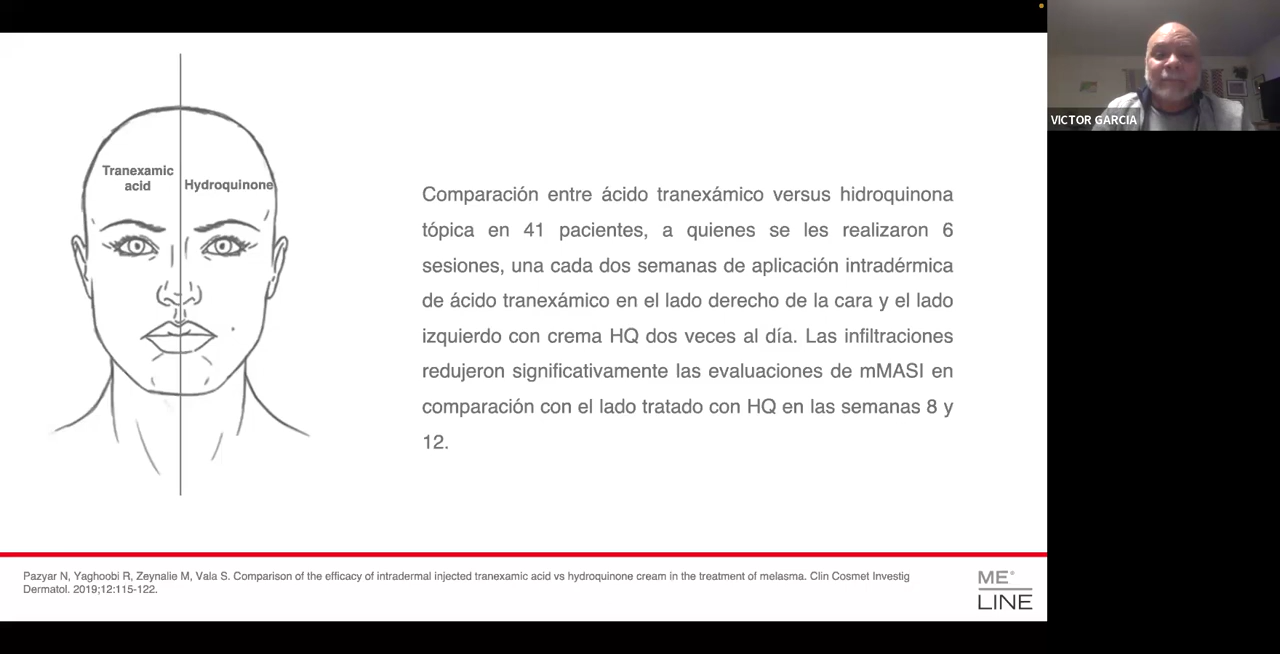 Tranexamic
acid
Hydroquinone
Comparación entre ácido tranexámico versus hidroquinona
tópica en 41 pacientes, a quienes se les realizaron 6
sesiones, una cada dos semanas de aplicación intradérmica
de ácido tranexámico en el lado derecho de la cara y el lado
izquierdo con crema HQ dos veces al día. Las infiltraciones
redujeron significativamente las evaluaciones de mMASI en
comparación con el lado tratado con HQ en las semanas 8 y
12.
Pazyar N, Yaghoobi R, Zeynalie M, Vala S. Comparison of the efficacy of intradermal injected tranexamic acid vs hydroquinone cream in the treatment of melasma. Clin Cosmet Investig
Dermatol. 2019;12:115-122.
ME°
LINE
VICTOR GARCIA